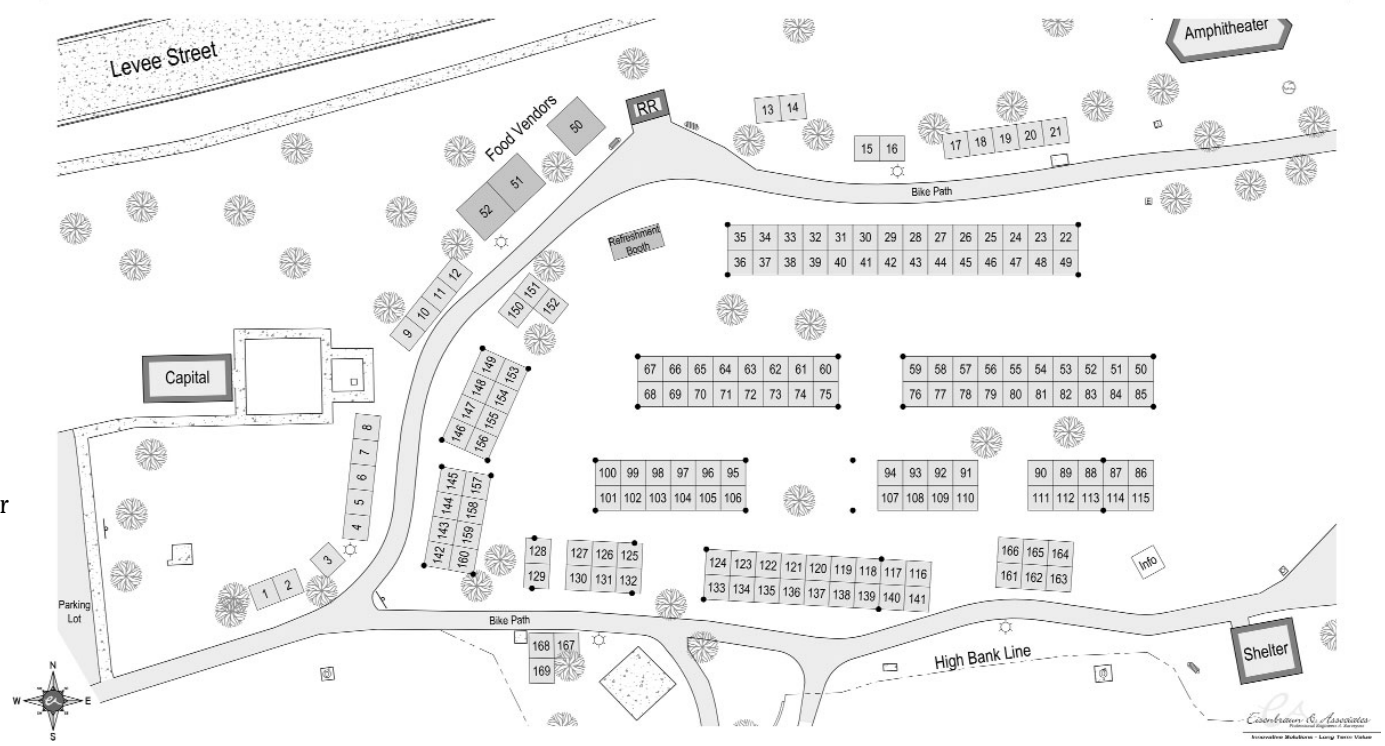 Levee Street
Amphitheater
Food Vendors
RR
50
51
52
13 14
15 16
17 18 19 20 21
Bike Path
Refreshment
Booth
35 34 33 32 31 30 29 28 27 26 25 24 23 22
36 37 38 39 40 41 42 43 44 45 46 47 48 49
9 10 11 12
150 151
152
Capital
67 66 65 64 63 62 61 60
68 69 70 71 72 73 74 75
59 58 57 56 55 54 53 52 51 50
76 77 78 79 80 81 82 83 84 85
146 147 148 149
156 155 154 153
4 5 6 7 8
100 99 98 97 96 95
101 102 103 104 105 106
94 93 92 91
107 108 109 110
90 89 88 87 86
111 112 113 114 115
142 143 144 145
160 159 158 157
r
1 2
3
128
129
127 126 125
130 131 132
124 123 122 121 120 119 118 117 116
133 134 135 136 137 138 139 140 141
166 165 164
161 162 163
Info
Parking
Lot
Bike Path
168 167
169
High Bank Line
Shelter
N
W E
S
Eisenbraun & Associates
Professional Engineers & Surveyors
Innovative Solutions - Long Term Value